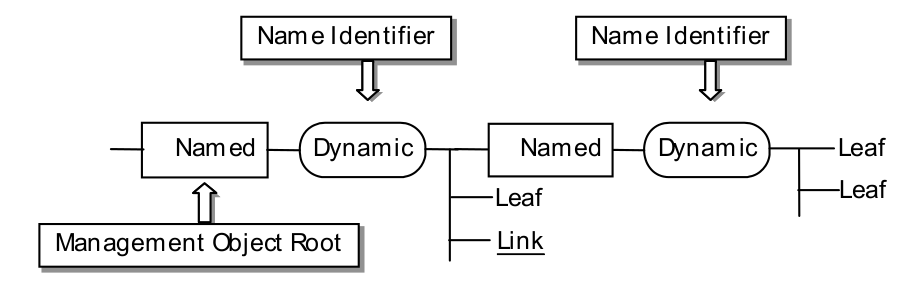 Name Identifier
Name Identifier
Named
Dynamic
Named
Dynamic
Leaf
Leaf
Leaf
Link
Management Object Root